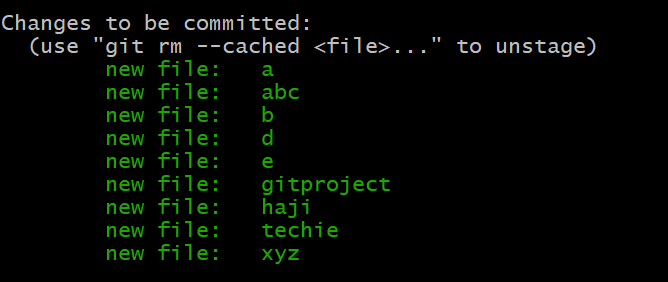 Changes to be committed:
  (use "git rm --cached <file>..." to unstage)
        new file:   a
        new file:   abc
        new file:   b
        new file:   d
        new file:   e
        new file:   gitproject
        new file:   haji
        new file:   techie
        new file:   xyz